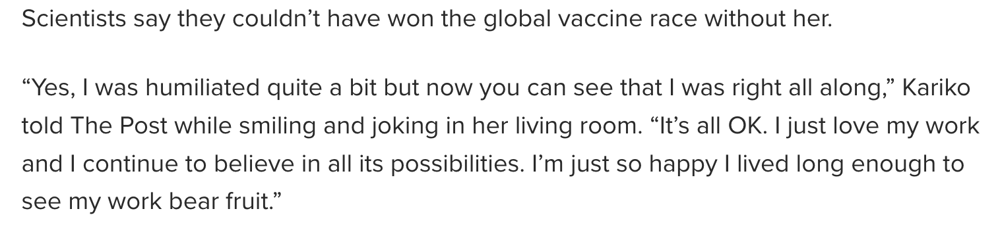 Scientists say they couldn’t have won the global vaccine race without her.
“Yes, I was humiliated quite a bit but now you can see that I was right all along,” Kariko
told The Post while smiling and joking in her living room. “It’s all OK. I just love my work
and I continue to believe in all its possibilities. I’m just so happy I lived long enough to
see my work bear fruit.”